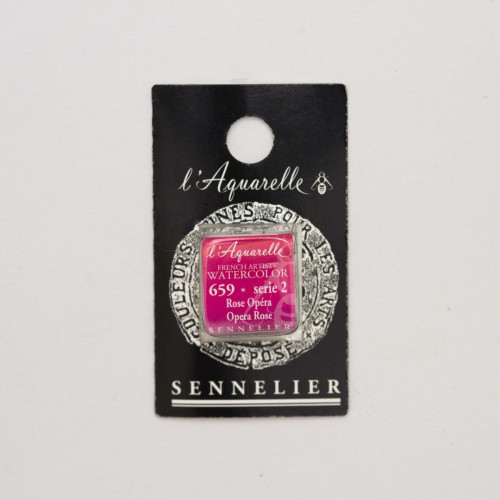 l'Aquarelle
COULEURS FINES POUR LES ARTS
l'Aquarelle
FRENCH ARTISTS'
WATERCOLOR
659 • serie 2
Rose Opéra
Opera Rose
SENNELIER
DÉPOSÉ
SENNELIER